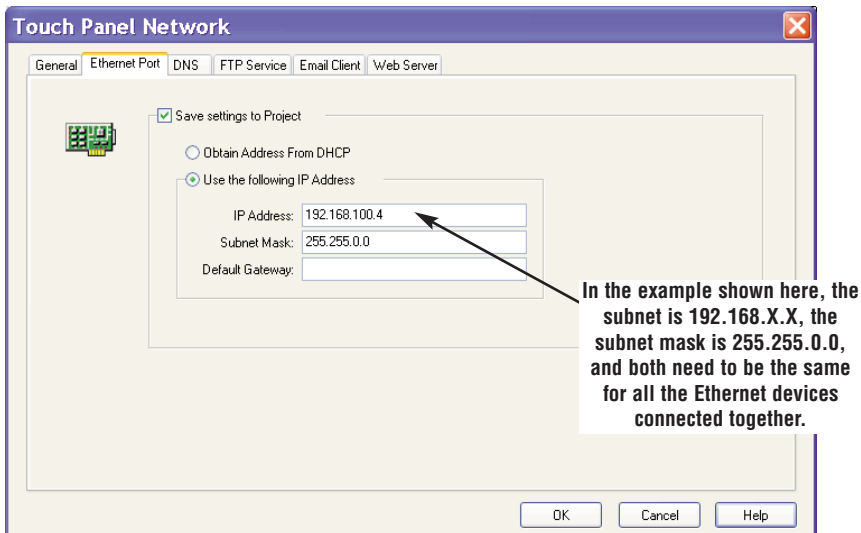 Touch Panel Network
General Ethernet Port DNS FTP Service Email Client Web Server
Save settings to Project
Obtain Address From DHCP
Use the following IP Address
IP Address: 192.168.100.4
Subnet Mask: 255.255.0.0
Default Gateway:
In the example shown here, the
subnet is 192.168.X.X, the
subnet mask is 255.255.0.0,
and both need to be the same
for all the Ethernet devices
connected together.
OK Cancel Help